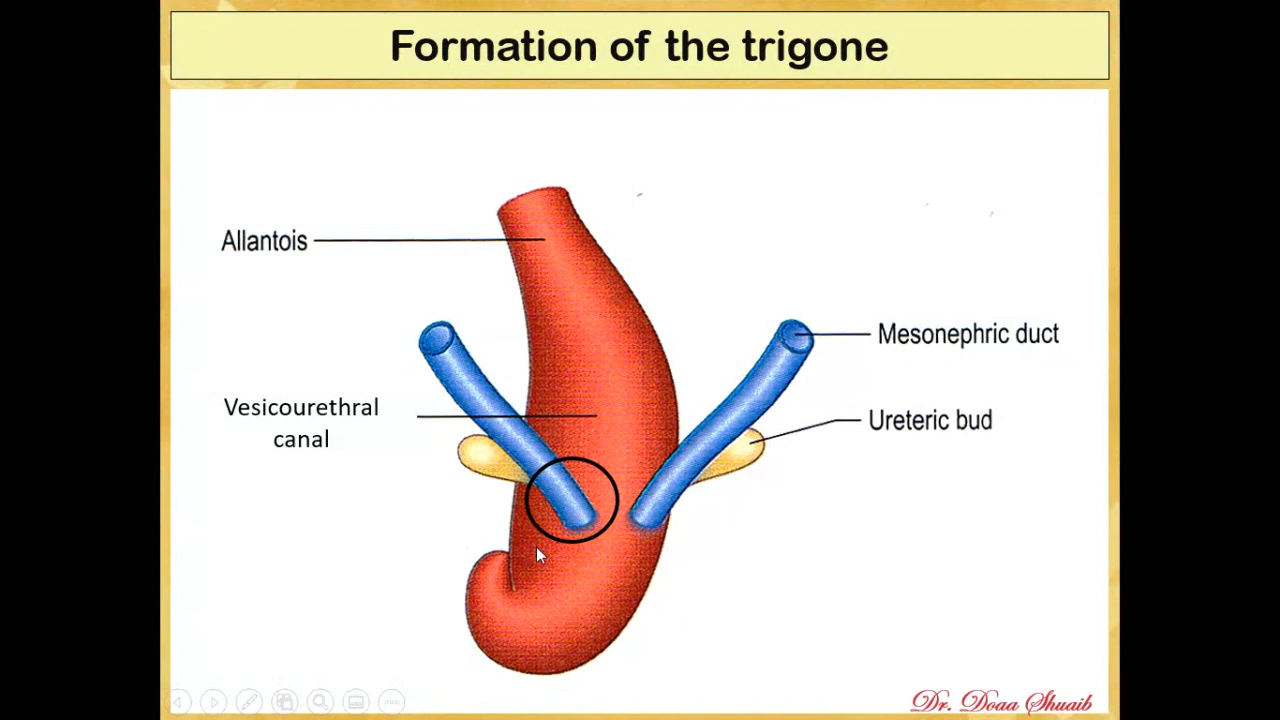 Formation of the trigone
Allantois
Mesonephric duct
Vesicourethral
canal
Ureteric bud
Dr. Doaa Shuaib